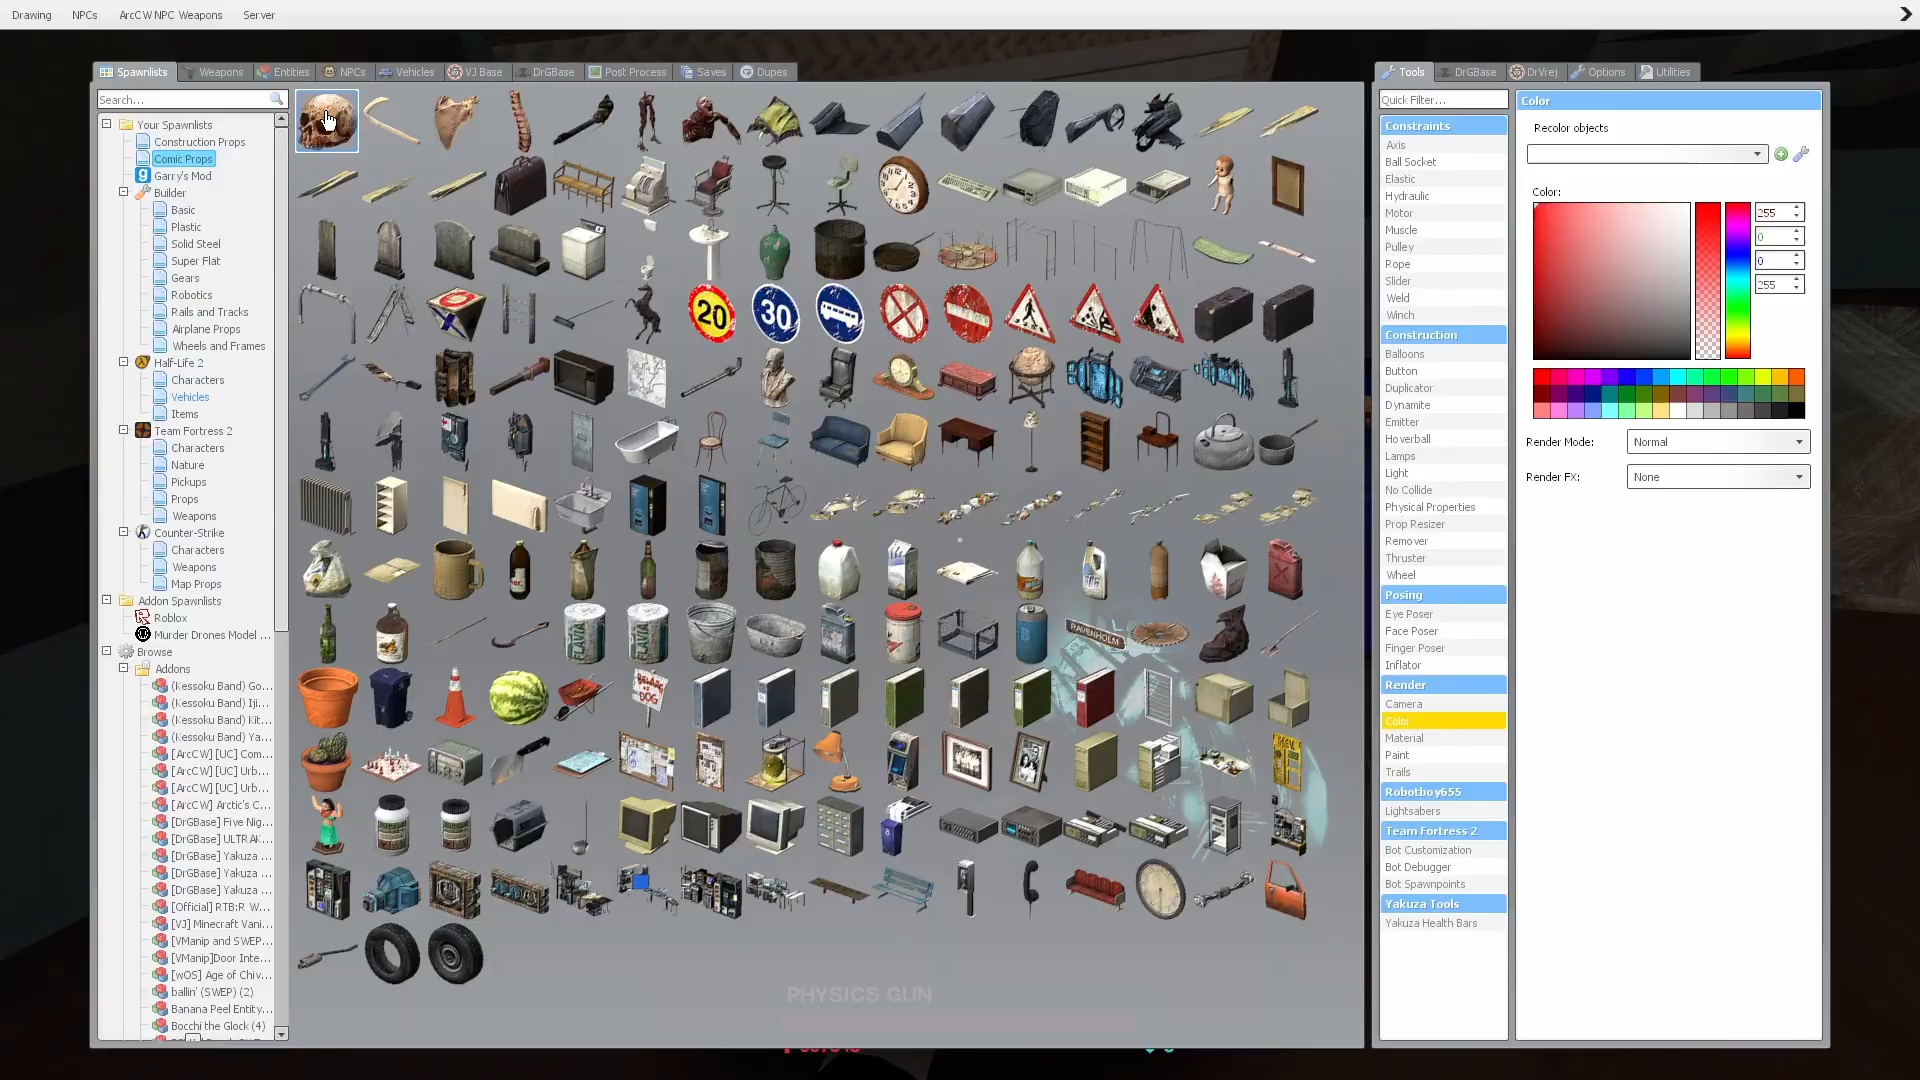 Drawing NPCs ArcCW NPC Weapons Server
Spawnlists Weapons Entities NPCs Vehicles VJ Base DrGBase Post Process Saves Dupes
Search...
Your Spawnlists
Construction Props
Comic Props
Garry's Mod
Builder
Basic
Plastic
Solid Steel
Super Flat
Gears
Robotics
Rails and Tracks
Airplane Props
Wheels and Frames
Half-Life 2
Characters
Vehicles
Items
Team Fortress 2
Characters
Nature
Pickups
Props
Weapons
Counter-Strike
Characters
Weapons
Map Props
Addon Spawnlists
Roblox
Murder Drones Model ...
Browse
Addons
(Kessoku Band) Go...
(Kessoku Band) Iji...
(Kessoku Band) Kit...
(Kessoku Band) Ya...
[ArcCW] [UC] Com...
[ArcCW] [UC] Urb...
[ArcCW] [UC] Urb...
[ArcCW] Arctic's C...
[DrGBase] Five Nig...
[DrGBase] ULTRAK...
[DrGBase] Yakuza ...
[DrGBase] Yakuza ...
[DrGBase] Yakuza ...
[Official] RTB:R W...
[VJ] Minecraft Vani...
[VManip and SWEP...
[VManip]Door Inte...
[wOS] Age of Chiv...
ballin' (SWEP) (2)
Banana Peel Entity...
Bocchi the Glock (4)
20
30
RAVENHOLM
BEWARE
DOG
PHYSICS GUN
Tools DrGBase DrVrej Options Utilities
Quick Filter...
Constraints
Axis
Ball Socket
Elastic
Hydraulic
Motor
Muscle
Pulley
Rope
Slider
Weld
Winch
Construction
Balloons
Button
Duplicator
Dynamite
Emitter
Hoverball
Lamps
Light
No Collide
Physical Properties
Prop Resizer
Remover
Thruster
Wheel
Posing
Eye Poser
Face Poser
Finger Poser
Inflator
Render
Camera
Color
Material
Paint
Trails
Robotboy655
Lightsabers
Team Fortress 2
Bot Customization
Bot Debugger
Bot Spawnpoints
Yakuza Tools
Yakuza Health Bars
Color
Recolor objects
Color:
255
0
0
255
Render Mode: Normal
Render FX: None